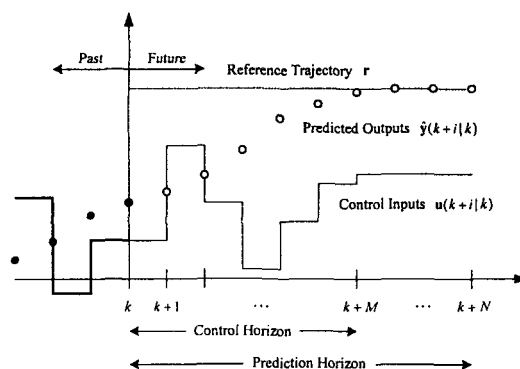 Past Future
Reference Trajectory r
Predicted Outputs ŷ(k+i|k)
Control Inputs u(k+i|k)
k k+1 ... k+M ... k+N
Control Horizon
Prediction Horizon